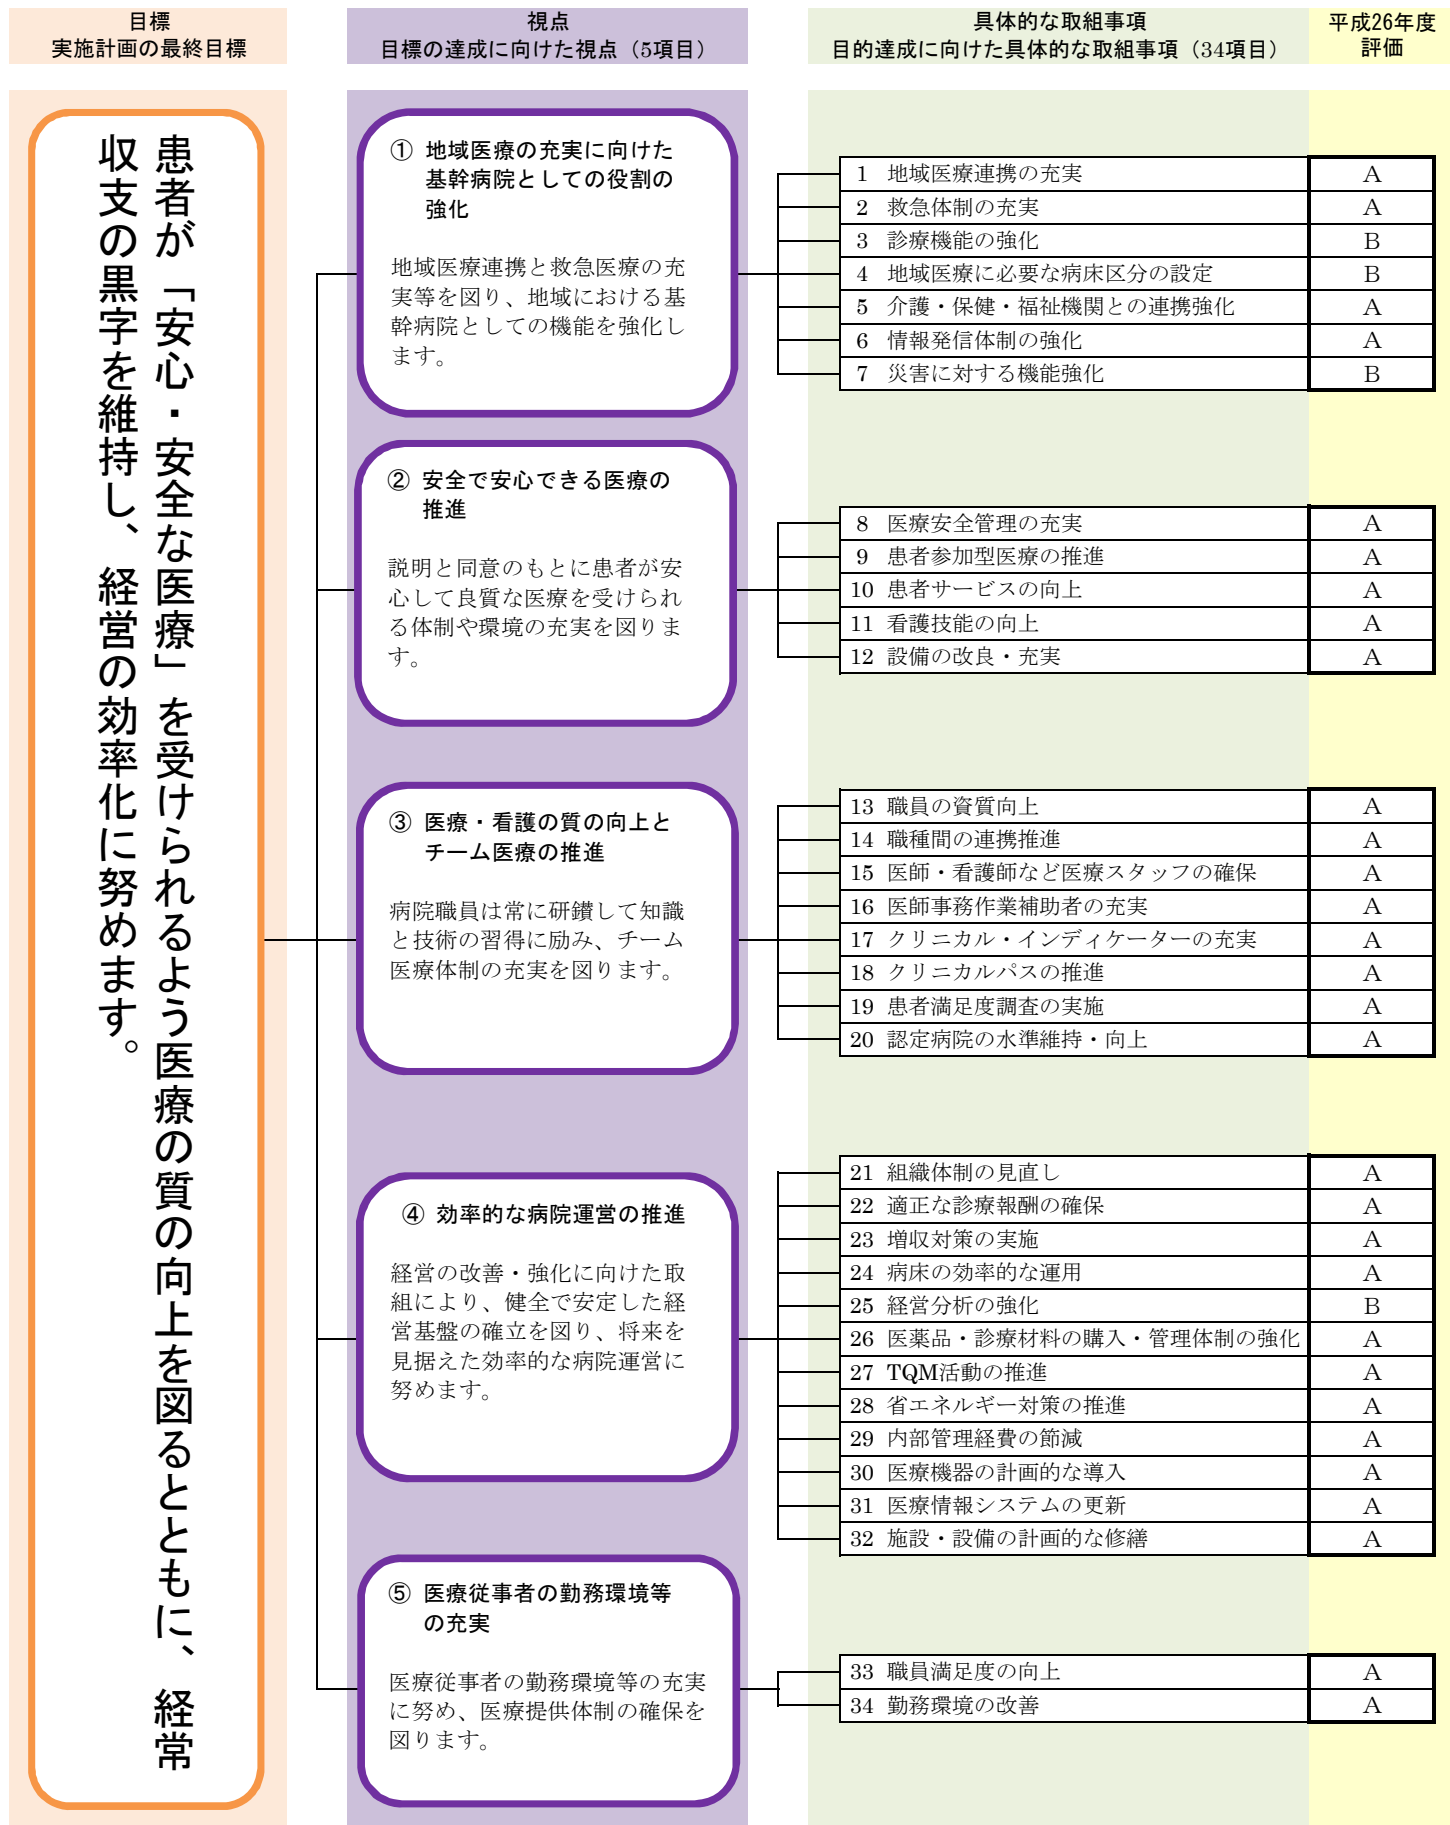 目標
実施計画の最終目標
視点
目標の達成に向けた視点（5項目）
具体的な取組事項
目的達成に向けた具体的な取組事項（34項目）
平成26年度
評価
患者が「安心・安全な医療」を受けられるよう医療の質の向上を図るとともに、経常
収支の黒字を維持し、経営の効率化に努めます。
① 地域医療の充実に向けた
基幹病院としての役割の
強化
地域医療連携と救急医療の充
実等を図り、地域における基
幹病院としての機能を強化し
ます。
1 地域医療連携の充実 A
2 救急体制の充実 A
3 診療機能の強化 B
4 地域医療に必要な病床区分の設定 B
5 介護・保健・福祉機関との連携強化 A
6 情報発信体制の強化 A
7 災害に対する機能強化 B
② 安全で安心できる医療の
推進
説明と同意のもとに患者が安
心して良質な医療を受けられ
る体制や環境の充実を図りま
す。
8 医療安全管理の充実 A
9 患者参加型医療の推進 A
10 患者サービスの向上 A
11 看護技能の向上 A
12 設備の改良・充実 A
③ 医療・看護の質の向上と
チーム医療の推進
病院職員は常に研鑚して知識
と技術の習得に励み、チーム
医療体制の充実を図ります。
13 職員の資質向上 A
14 職種間の連携推進 A
15 医師・看護師など医療スタッフの確保 A
16 医師事務作業補助者の充実 A
17 クリニカル・インディケーターの充実 A
18 クリニカルパスの推進 A
19 患者満足度調査の実施 A
20 認定病院の水準維持・向上 A
④ 効率的な病院運営の推進
経営の改善・強化に向けた取
組により、健全で安定した経
営基盤の確立を図り、将来を
見据えた効率的な病院運営に
努めます。
21 組織体制の見直し A
22 適正な診療報酬の確保 A
23 増収対策の実施 A
24 病床の効率的な運用 A
25 経営分析の強化 B
26 医薬品・診療材料の購入・管理体制の強化 A
27 TQM活動の推進 A
28 省エネルギー対策の推進 A
29 内部管理経費の節減 A
30 医療機器の計画的な導入 A
31 医療情報システムの更新 A
32 施設・設備の計画的な修繕 A
⑤ 医療従事者の勤務環境等
の充実
医療従事者の勤務環境等の充実
に努め、医療提供体制の確保を
図ります。
33 職員満足度の向上 A
34 勤務環境の改善 A